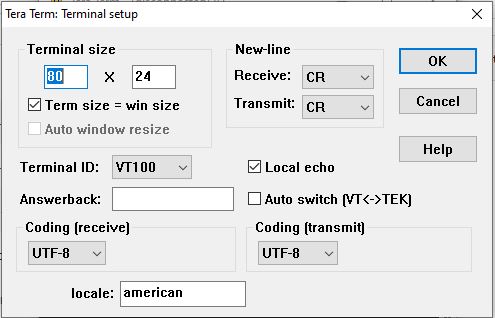 Tera Term: Terminal setup
Terminal size
80 X 24
Term size = win size
Auto window resize
New-line
Receive: CR
Transmit: CR
OK
Cancel
Help
Terminal ID: VT100
Local echo
Answerback:
Auto switch (VT<->TEK)
Coding (receive)
UTF-8
Coding (transmit)
UTF-8
locale: american